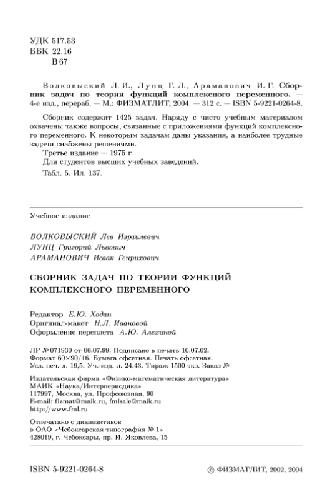 УДК 517.53
ББК 22.16
В 67
Волковыский Л. И., Лунц Г. Л., Араманович И. Г. Сбор-
ник задач по теории функций комплексного переменного. —
4-е изд., перераб. — М.: ФИЗМАТЛИТ, 2004. — 312 с. — ISBN 5-9221-0264-8.
Сборник содержит 1425 задач. Наряду с чисто учебным материалом
охвачены также вопросы, связанные с приложениями функций комплексно-
го переменного. К некоторым задачам даны указания, а наиболее трудные
задачи снабжены решениями.
Третье издание — 1975 г.
Для студентов высших учебных заведений.
Табл. 5. Ил. 137.
Учебное издание
ВОЛКОВЫСКИЙ Лев Израилевич
ЛУНЦ Григорий Львович
АРАМАНОВИЧ Исаак Генрихович
СБОРНИК ЗАДАЧ ПО ТЕОРИИ ФУНКЦИЙ
КОМПЛЕКСНОГО ПЕРЕМЕННОГО
Редактор Е.Ю. Ходан
Оригинал-макет Н.Л. Ивановой
Оформление переплета А.Ю. Алехиной
ЛР №071930 от 06.07.99. Подписано в печать 10.07.02.
Формат 60×90/16. Бумага офсетная. Печать офсетная.
Усл. печ. л. 19,5. Уч.-изд. л. 24,43. Тираж экз. Заказ №
Издательская фирма «Физико-математическая литература»
МАИК «Наука/Интерпериодика»
117997, Москва, ул. Профсоюзная, 90
E-mail: fizmat@maik.ru, fmlsale@maik.ru
http://www.fml.ru
Отпечатано с диапозитивов
в ОАО «Чебоксарская типография № 1»
428019, г. Чебоксары, пр. И. Яковлева, 15
ISBN 5-9221-0264-8
© ФИЗМАТЛИТ, 2002, 2004